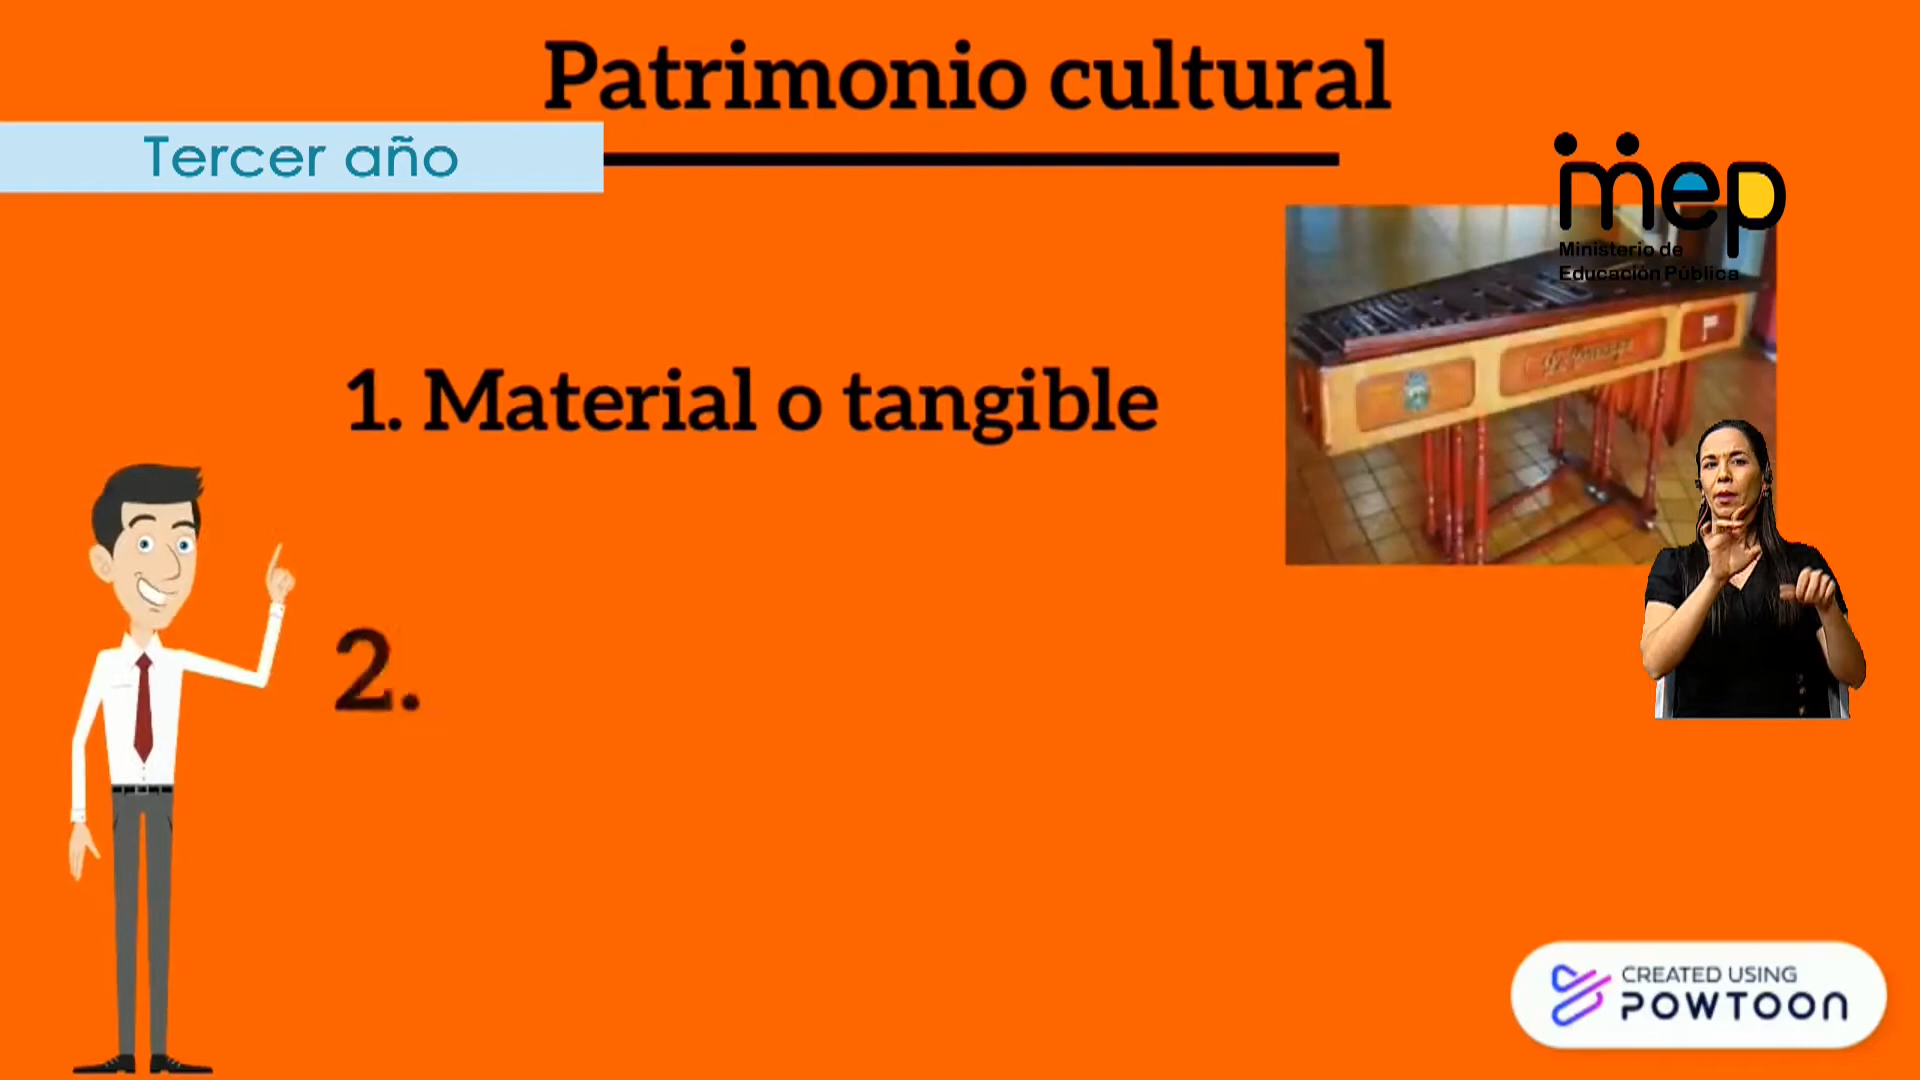 Patrimonio cultural
Tercer año
mep
Ministerio de
Educación Pública
1. Material o tangible
2.
CREATED USING
POWTOON